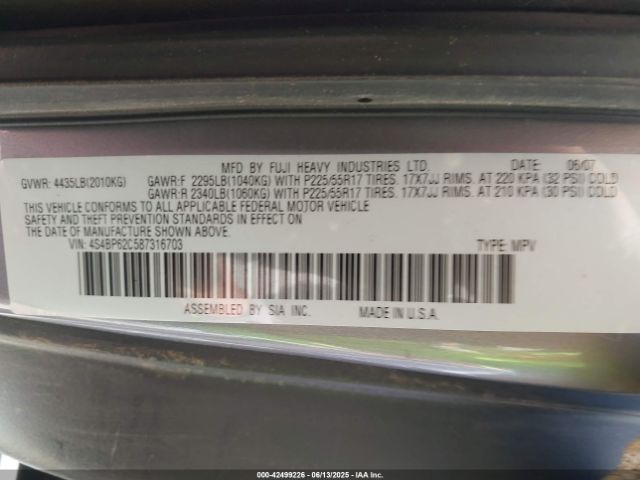 MFD BY FUJI HEAVY INDUSTRIES LTD. DATE: 06/07
GVWR: 4435LB(2010KG) GAWR:F 2295LB(1040KG) WITH P225/55R17 TIRES. 17X7JJ RIMS. AT 220 KPA (32 PSI) COLD
GAWR:R 2340LB(1060KG) WITH P225/55R17 TIRES. 17X7JJ RIMS. AT 210 KPA (30 PSI) COLD
THIS VEHICLE CONFORMS TO ALL APPLICABLE FEDERAL MOTOR VEHICLE
SAFETY AND THEFT PREVENTION STANDARDS IN EFFECT ON
THE DATE OF MANUFACTURE SHOWN ABOVE.
VIN: 4S4BP62C587316703 TYPE: MPV
ASSEMBLED BY SIA INC. MADE IN U.S.A.
000-42499226 - 06/13/2025 - IAA Inc.